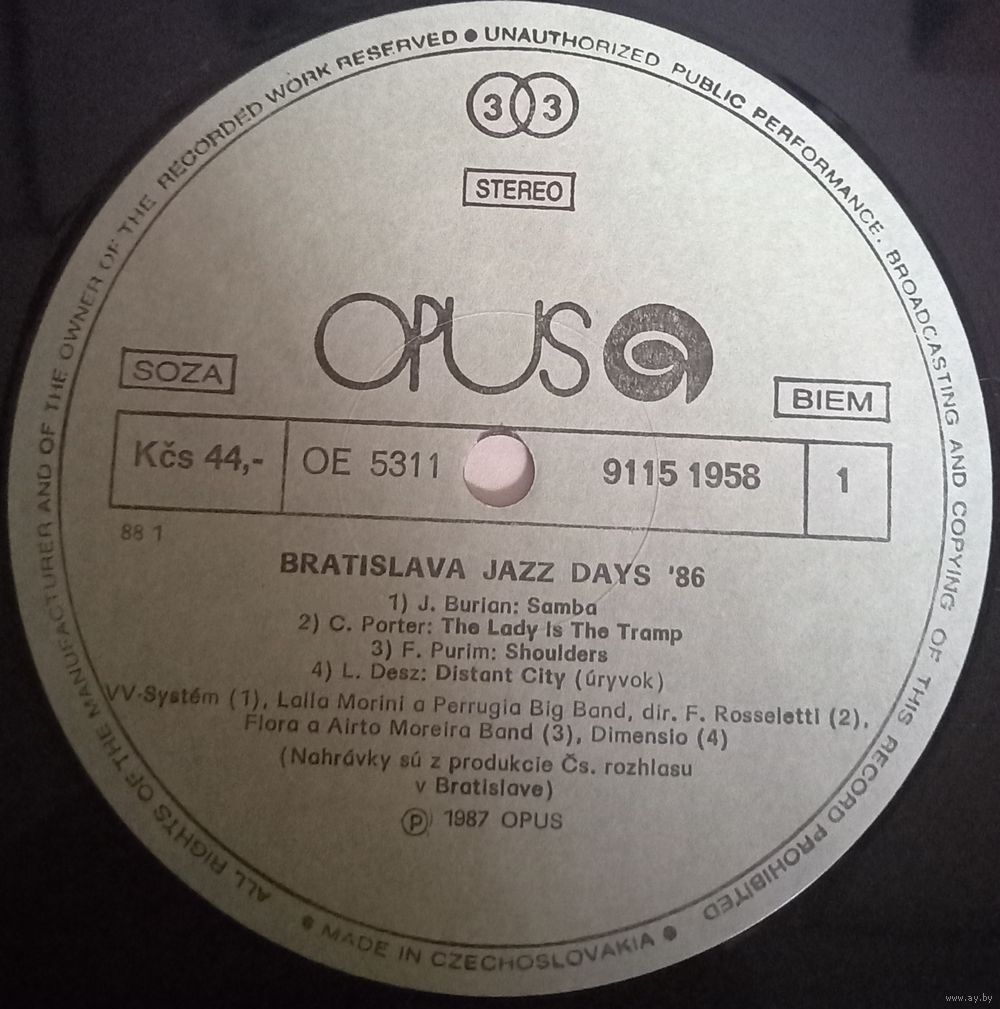 ALL RIGHTS OF THE MANUFACTURER AND OF THE OWNER OF THE RECORDED WORK RESERVED ● UNAUTHORIZED PUBLIC PERFORMANCE, BROADCASTING AND COPYING OF THIS RECORD PROHIBITED
● MADE IN CZECHOSLOVAKIA ●
33
STEREO
OPUS
SOZA
BIEM
Kčs 44,- OE 5311 9115 1958 1
88 1
BRATISLAVA JAZZ DAYS '86
1) J. Burian: Samba
2) C. Porter: The Lady Is The Tramp
3) F. Purim: Shoulders
4) L. Desz: Distant City (úryvok)
VV-Systém (1), Lalla Morini a Perrugia Big Band, dir. F. Rosseletti (2),
Flora a Airto Moreira Band (3), Dimensio (4)
(Nahrávky sú z produkcie Čs. rozhlasu
v Bratislave)
Ⓟ 1987 OPUS
www.ay.by